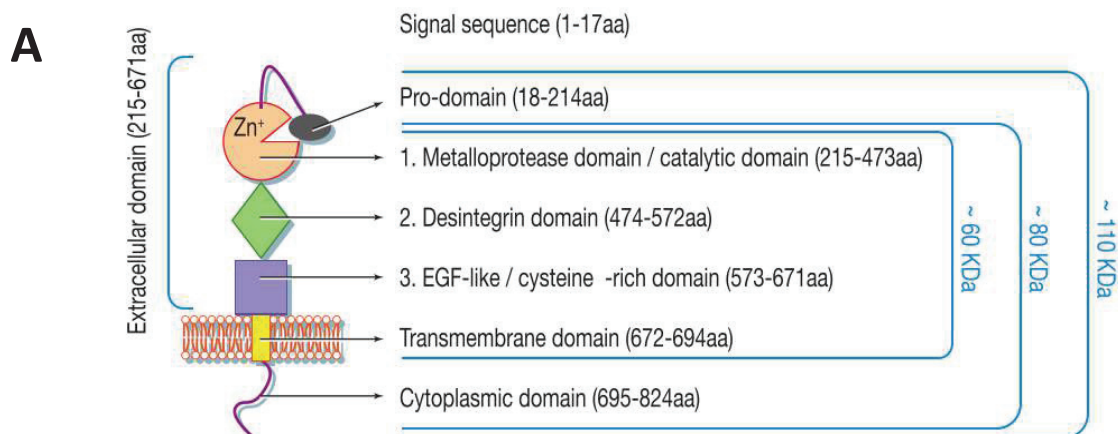 A
Signal sequence (1-17aa)
Extracellular domain (215-671aa)
Pro-domain (18-214aa)
Zn+
1. Metalloprotease domain / catalytic domain (215-473aa)
2. Desintegrin domain (474-572aa)
3. EGF-like / cysteine -rich domain (573-671aa)
Transmembrane domain (672-694aa)
Cytoplasmic domain (695-824aa)
~ 60 KDa
~ 80 KDa
~ 110 KDa